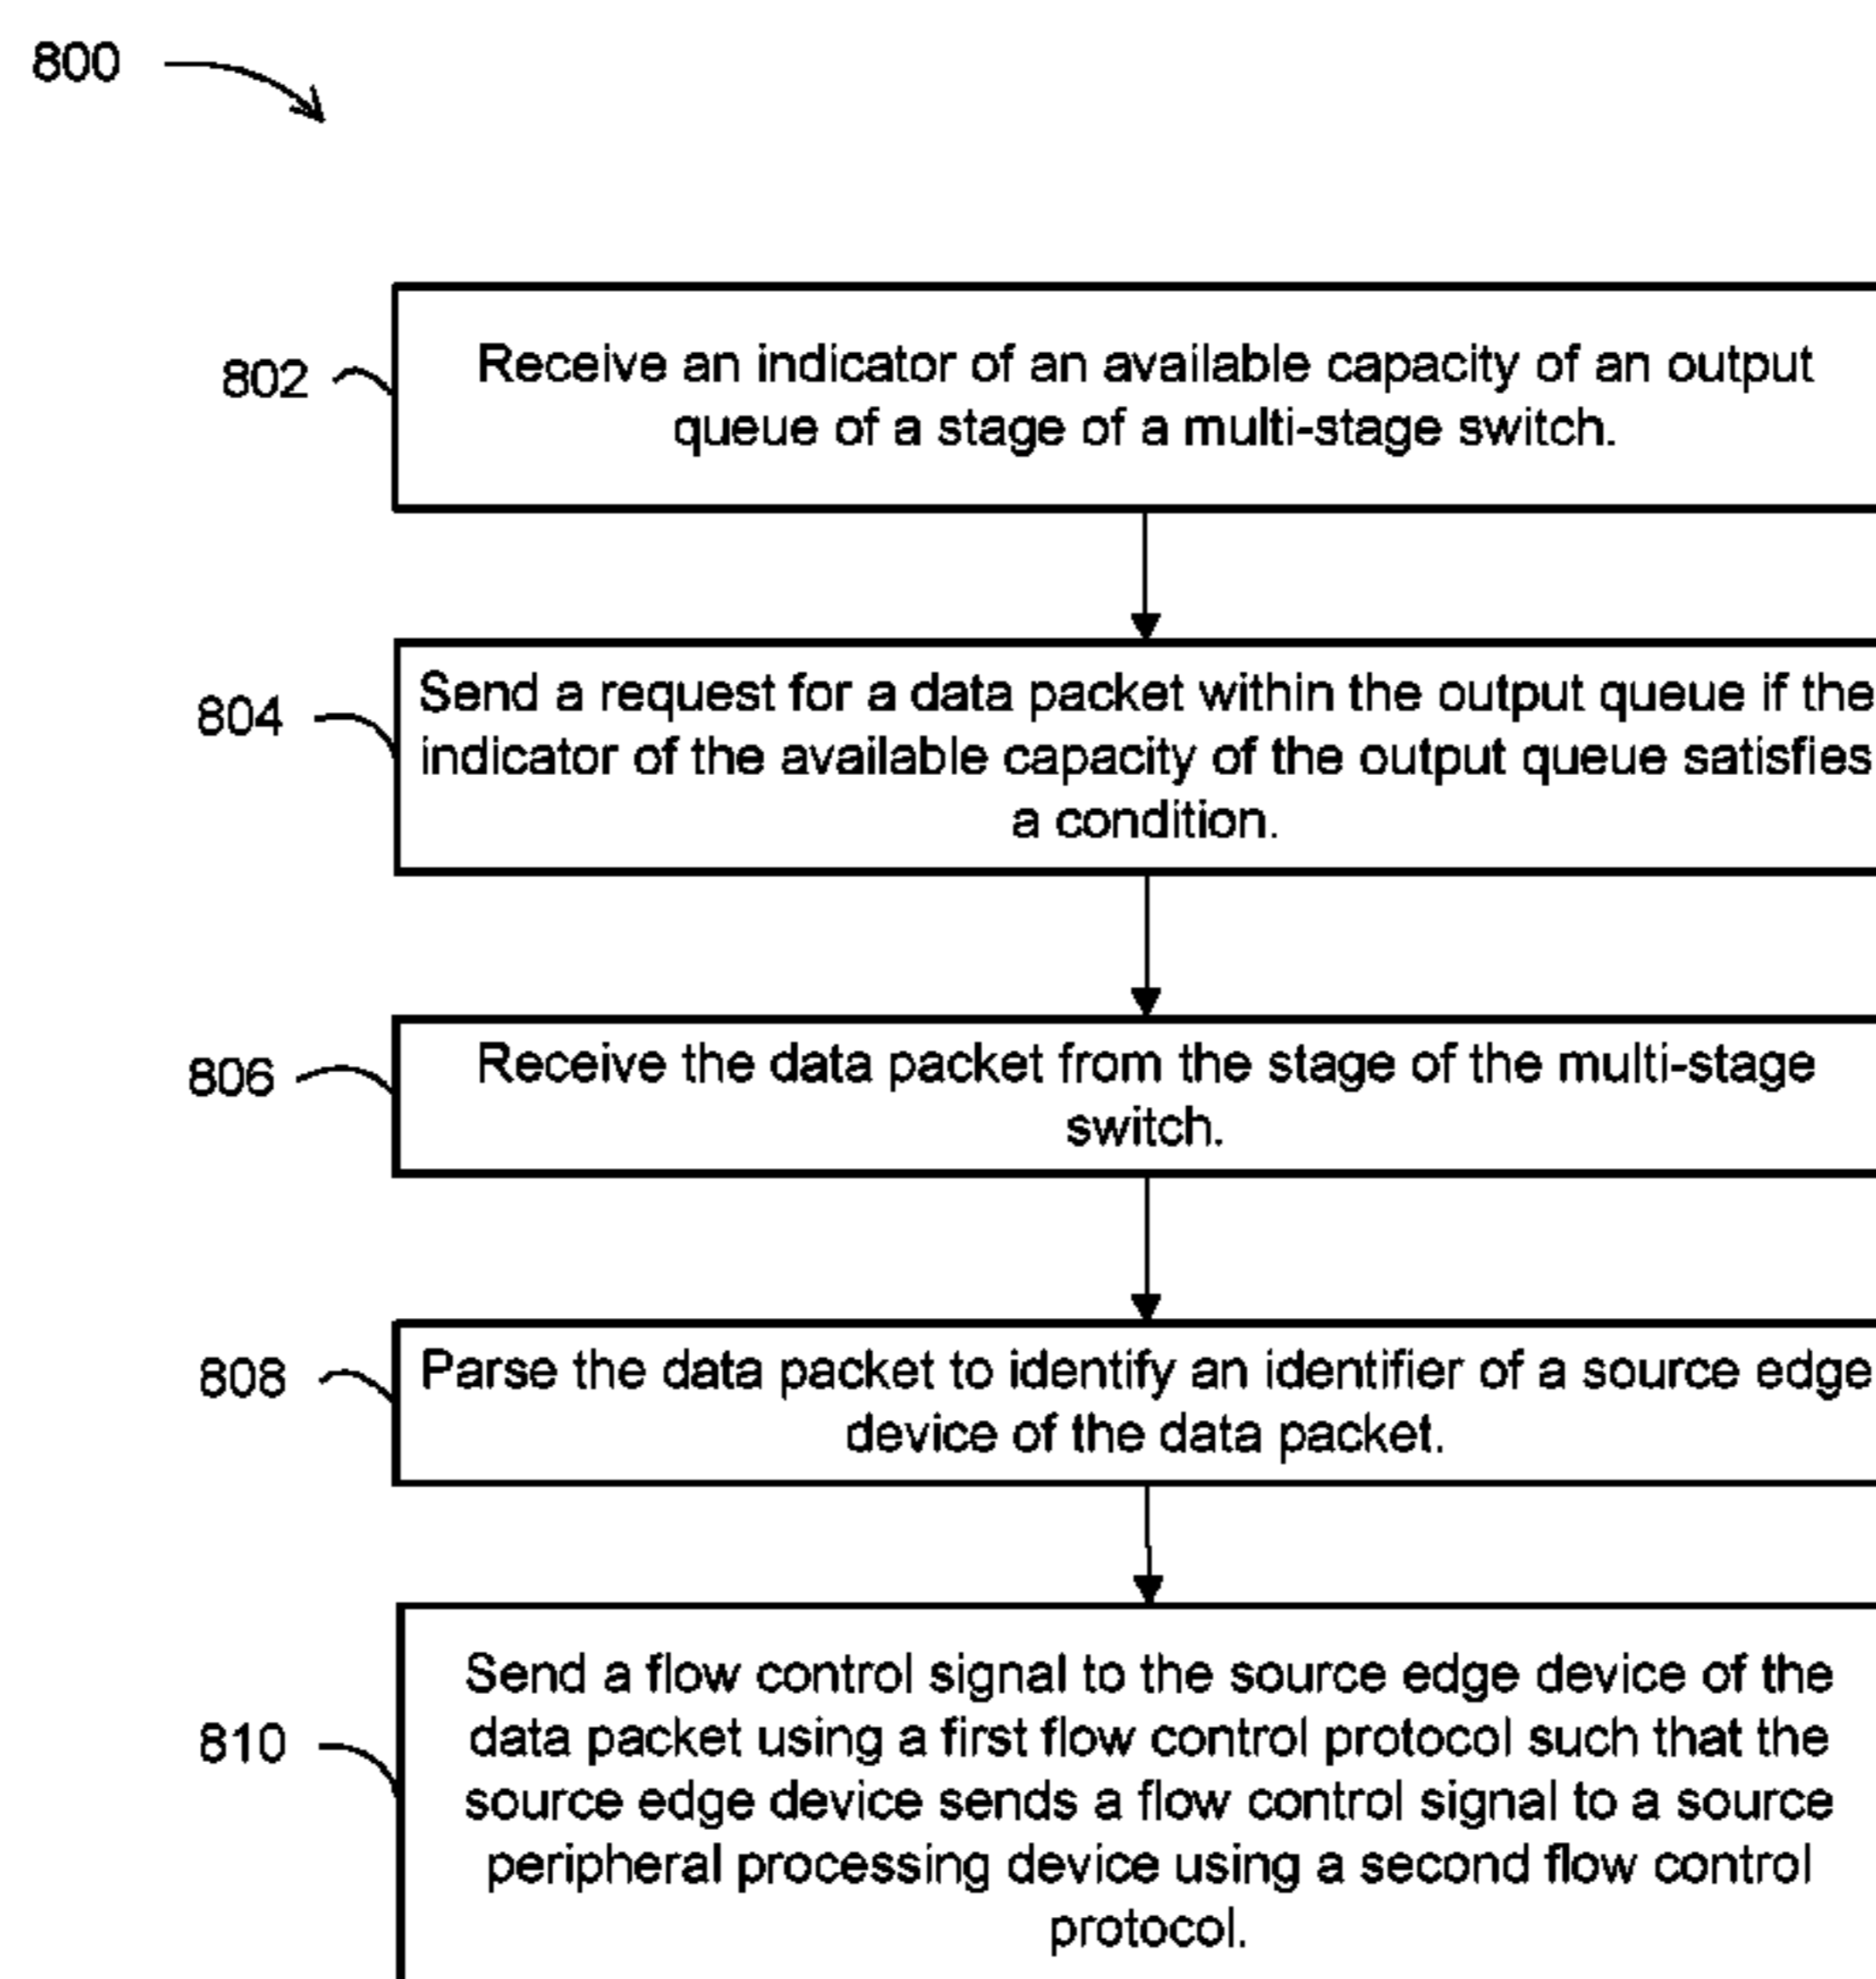 800
802
Receive an indicator of an available capacity of an output
queue of a stage of a multi-stage switch.
804
Send a request for a data packet within the output queue if the
indicator of the available capacity of the output queue satisfies
a condition.
806
Receive the data packet from the stage of the multi-stage
switch.
808
Parse the data packet to identify an identifier of a source edge
device of the data packet.
810
Send a flow control signal to the source edge device of the
data packet using a first flow control protocol such that the
source edge device sends a flow control signal to a source
peripheral processing device using a second flow control
protocol.